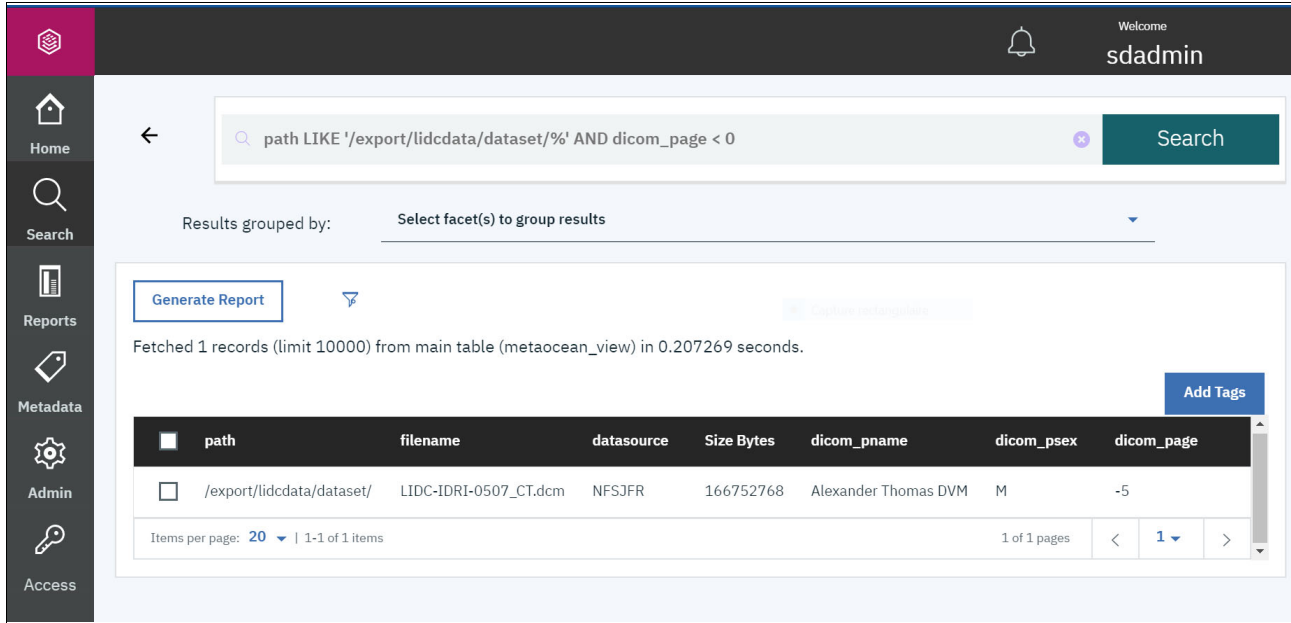 Welcome
sdadmin
Home
path LIKE '/export/lidcdata/dataset/%' AND dicom_page < 0
Search
Search
Results grouped by:
Select facet(s) to group results
Generate Report
Reports
Fetched 1 records (limit 10000) from main table (metaocean_view) in 0.207269 seconds.
Metadata
Add Tags
path filename datasource Size Bytes dicom_pname dicom_psex dicom_page
Admin
/export/lidcdata/dataset/ LIDC-IDRI-0507_CT.dcm NFSJFR 166752768 Alexander Thomas DVM M -5
Items per page: 20 | 1-1 of 1 items 1 of 1 pages < 1 >
Access